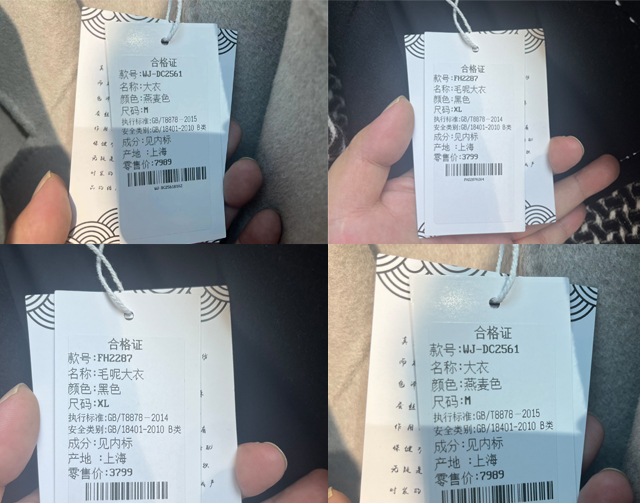 合格证
款号:WJ-DC2561
名称:大衣
颜色:燕麦色
尺码:M
执行标准:GB/T8878-2015
安全类别:GB/18401-2010 B类
成分:见内标
产地 :上海
零售价:7989
合格证
款号:FH2287
名称:毛呢大衣
颜色:黑色
尺码:XL
执行标准:GB/T8878-2014
安全类别:GB/18401-2010 B类
成分:见内标
产地 :上海
零售价:3799
合格证
款号:FH2287
名称:毛呢大衣
颜色:黑色
尺码:XL
执行标准:GB/T8878-2014
安全类别:GB/18401-2010 B类
成分:见内标
产地 :上海
零售价:3799
合格证
款号:WJ-DC2561
名称:大衣
颜色:燕麦色
尺码:M
执行标准:GB/T8878-2015
安全类别:GB/18401-2010 B类
成分:见内标
产地 :上海
零售价:7989